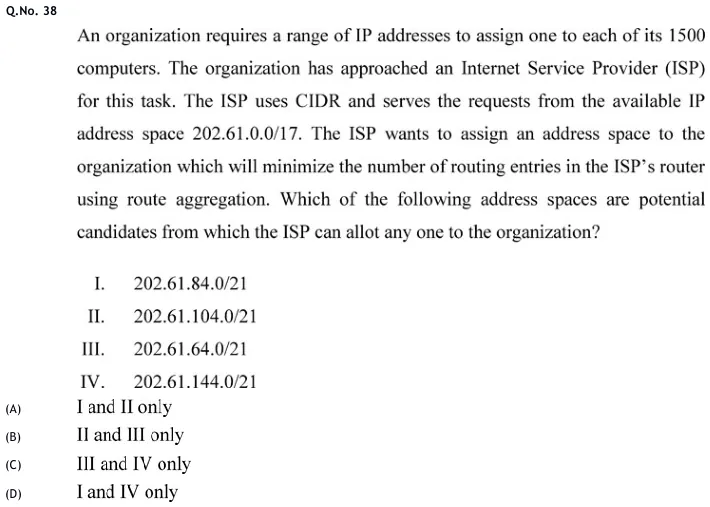 Q.No. 38
An organization requires a range of IP addresses to assign one to each of its 1500
computers. The organization has approached an Internet Service Provider (ISP)
for this task. The ISP uses CIDR and serves the requests from the available IP
address space 202.61.0.0/17. The ISP wants to assign an address space to the
organization which will minimize the number of routing entries in the ISP's router
using route aggregation. Which of the following address spaces are potential
candidates from which the ISP can allot any one to the organization?
I. 202.61.84.0/21
II. 202.61.104.0/21
III. 202.61.64.0/21
IV. 202.61.144.0/21
(A) I and II only
(B) II and III only
(C) III and IV only
(D) I and IV only